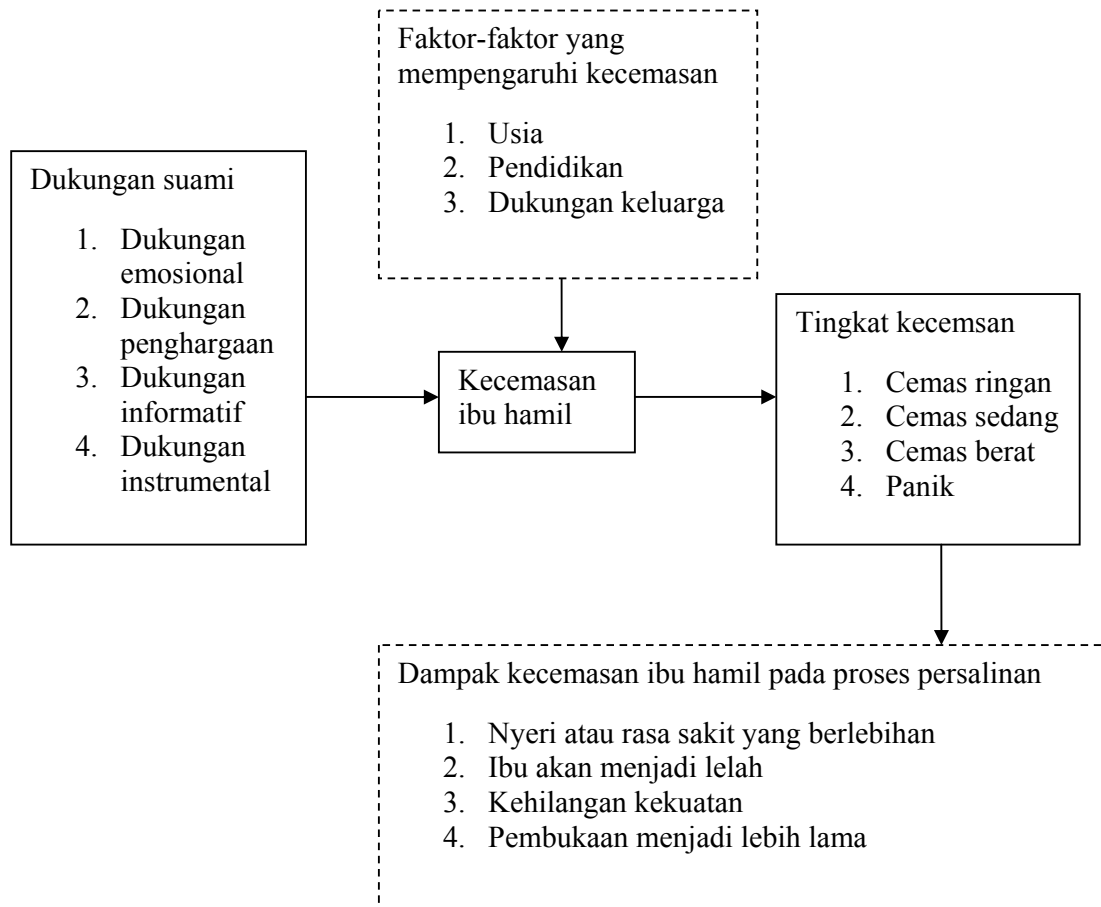 Faktor-faktor yang
mempengaruhi kecemasan
1. Usia
2. Pendidikan
3. Dukungan keluarga
Dukungan suami
1. Dukungan
emosional
2. Dukungan
penghargaan
3. Dukungan
informatif
4. Dukungan
instrumental
Kecemasan
ibu hamil
Tingkat kecemsan
1. Cemas ringan
2. Cemas sedang
3. Cemas berat
4. Panik
Dampak kecemasan ibu hamil pada proses persalinan
1. Nyeri atau rasa sakit yang berlebihan
2. Ibu akan menjadi lelah
3. Kehilangan kekuatan
4. Pembukaan menjadi lebih lama